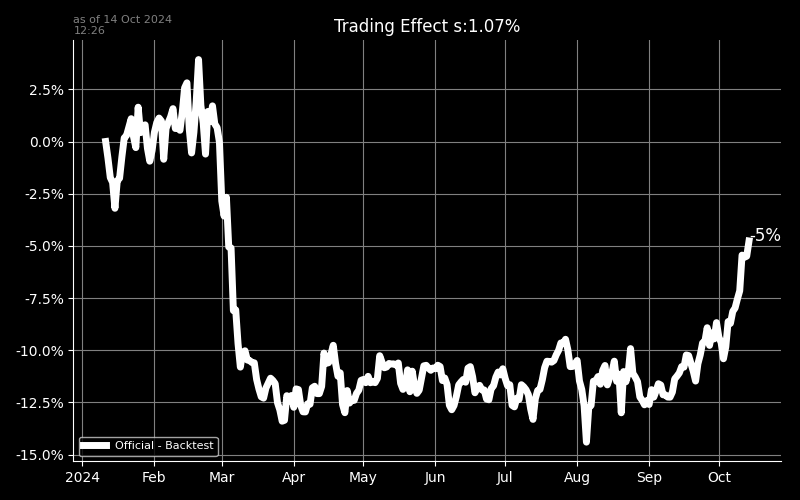 as of 14 Oct 2024
12:26
Trading Effect s:1.07%
2.5%
0.0%
-2.5%
-5.0%
-7.5%
-10.0%
-12.5%
-15.0%
-5%
Official - Backtest
2024 Feb Mar Apr May Jun Jul Aug Sep Oct